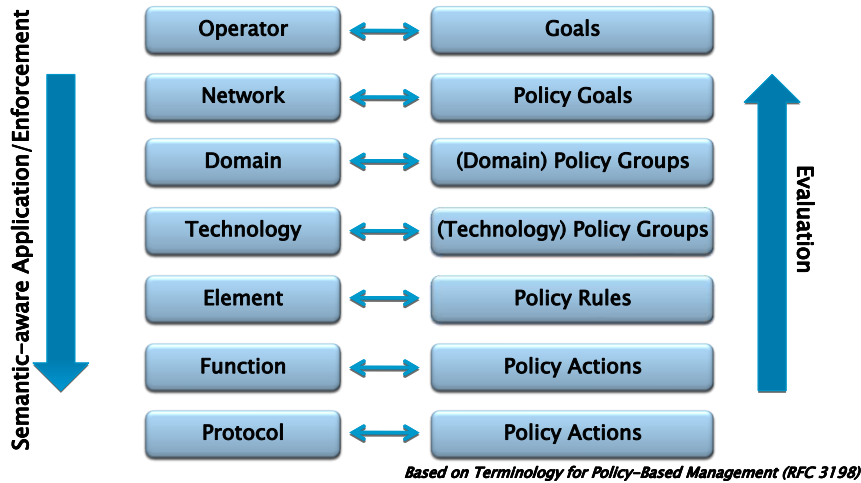 Semantic-aware Application/Enforcement
Operator
Goals
Network
Policy Goals
Domain
(Domain) Policy Groups
Technology
(Technology) Policy Groups
Element
Policy Rules
Function
Policy Actions
Protocol
Policy Actions
Evaluation
Based on Terminology for Policy-Based Management (RFC 3198)